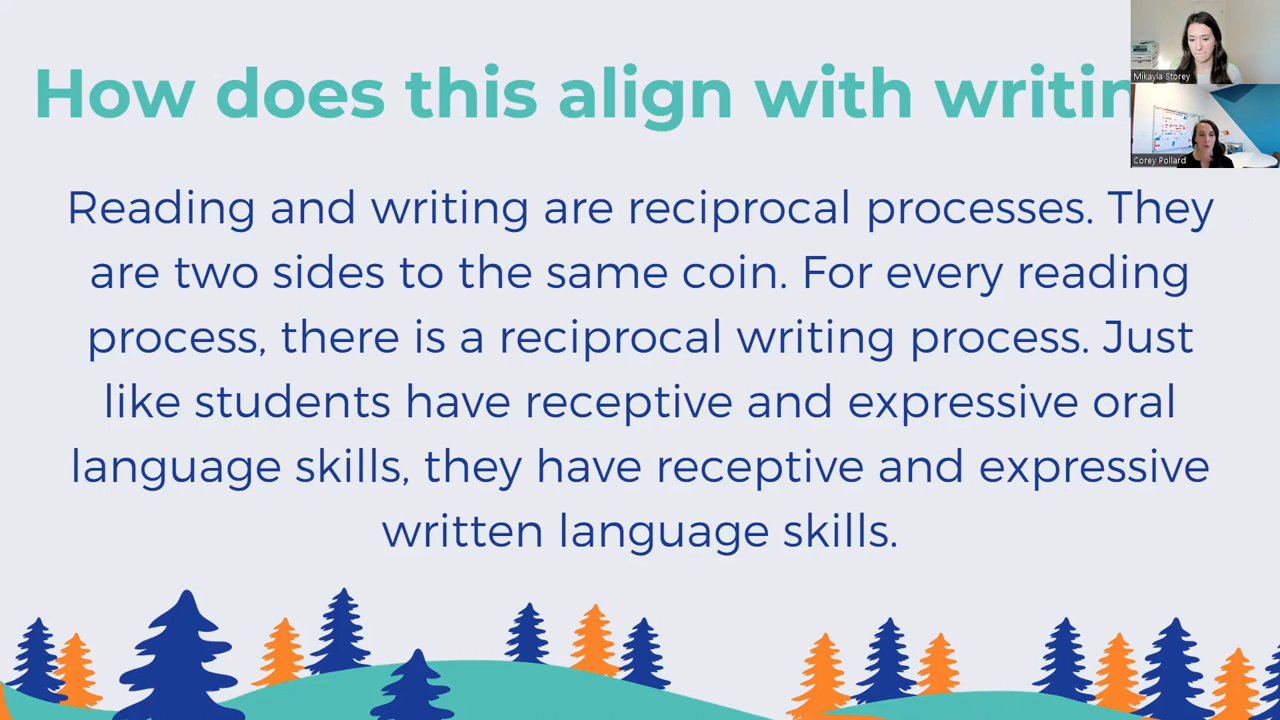 How does this align with writin
Mikayla Storey
Corey Pollard
Reading and writing are reciprocal processes. They
are two sides to the same coin. For every reading
process, there is a reciprocal writing process. Just
like students have receptive and expressive oral
language skills, they have receptive and expressive
written language skills.